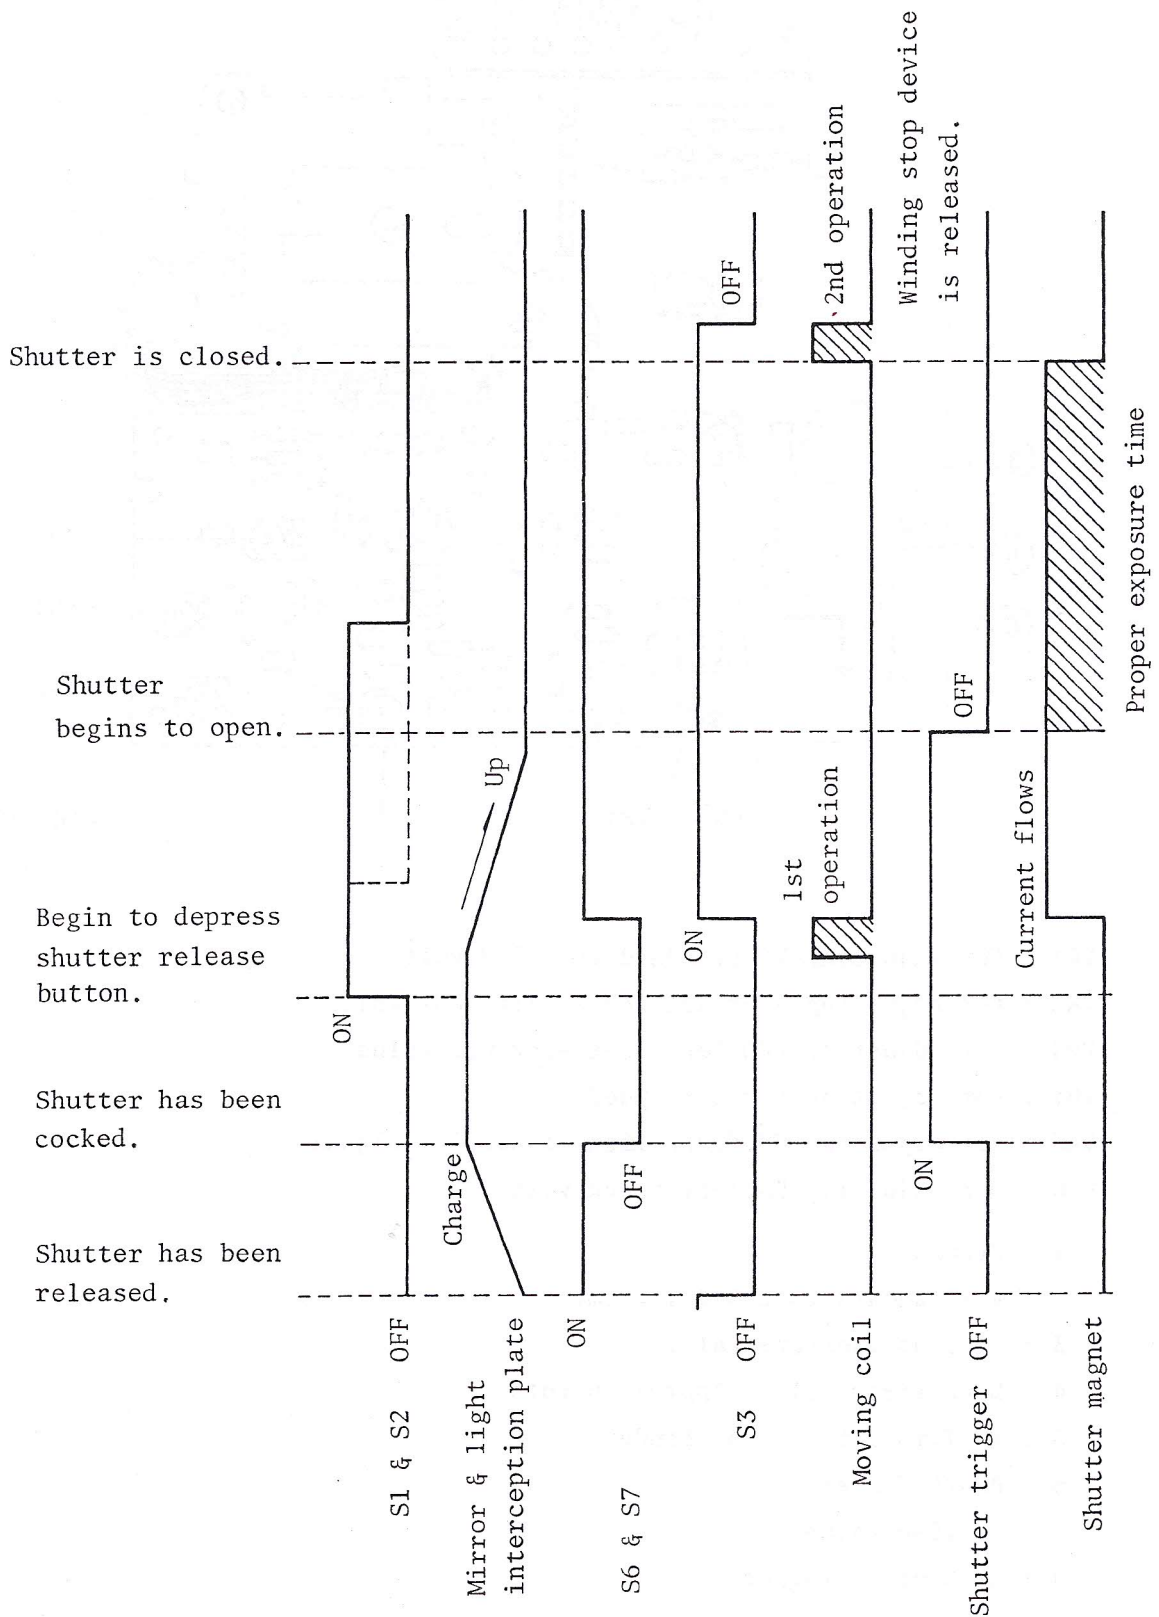 Shutter is closed.
Shutter
begins to open.
Begin to depress
shutter release
button.
Shutter has been
cocked.
Shutter has been
released.
S1 & S2 OFF
ON
Mirror & light
interception plate
Charge
Up
S6 & S7
ON
OFF
S3 OFF
ON
OFF
Moving coil
1st
operation
2nd operation
Winding stop device
is released.
Shutter trigger OFF
ON
OFF
Shutter magnet
Current flows
Proper exposure time